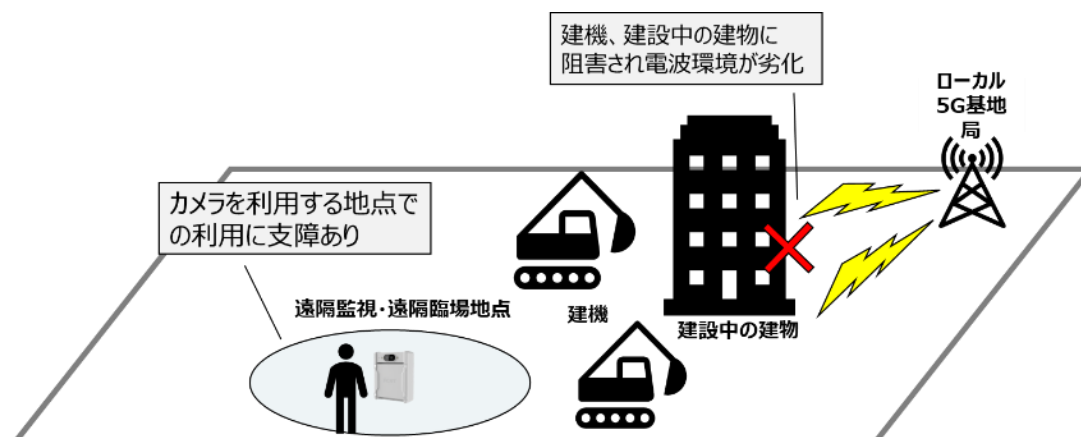 建機、建設中の建物に
阻害され電波環境が劣化
ローカル
5G基地
局
カメラを利用する地点で
の利用に支障あり
遠隔監視・遠隔臨場地点
建機
建設中の建物